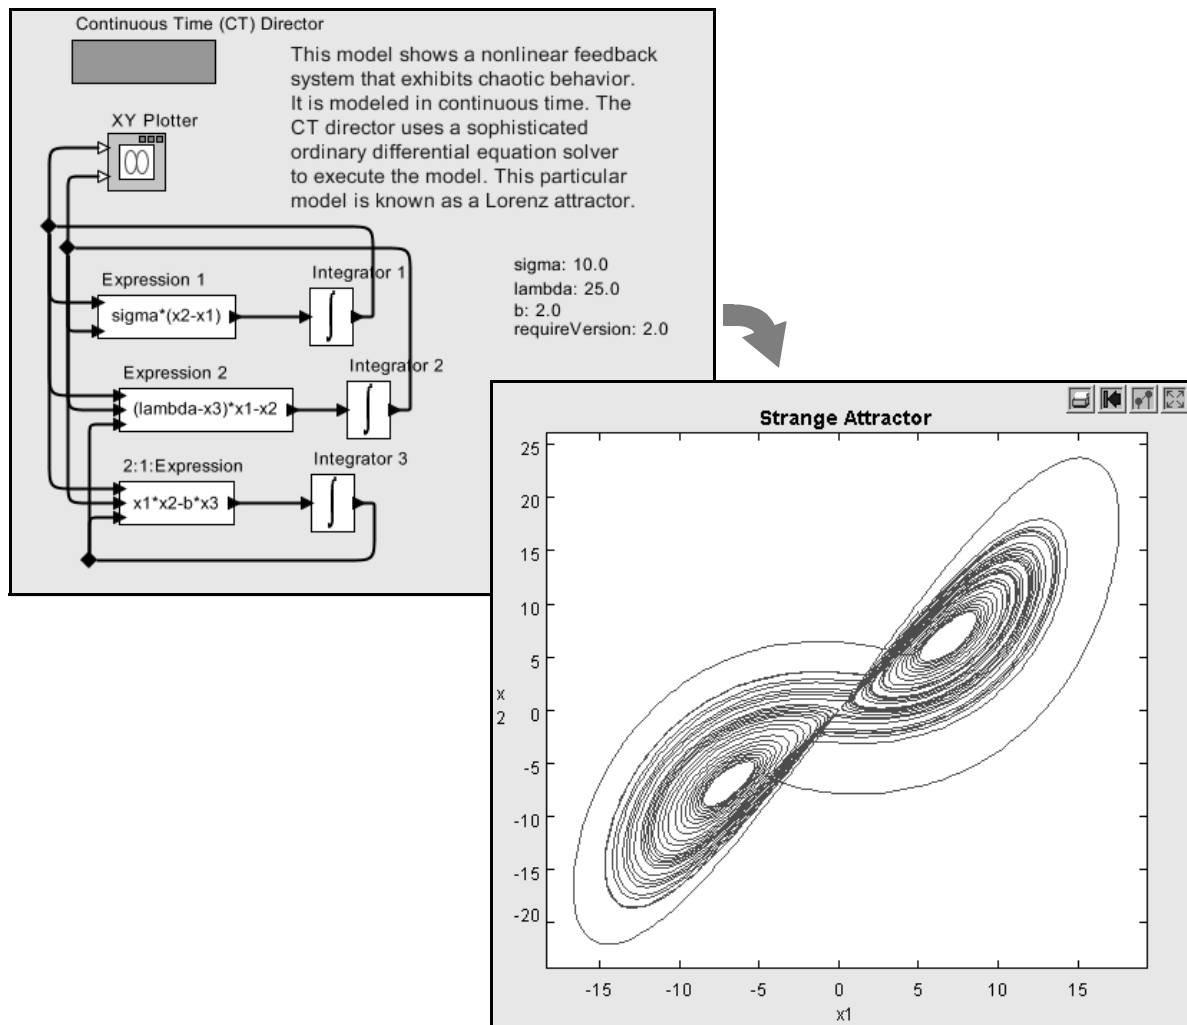 Continuous Time (CT) Director
This model shows a nonlinear feedback
system that exhibits chaotic behavior.
It is modeled in continuous time. The
CT director uses a sophisticated
ordinary differential equation solver
to execute the model. This particular
model is known as a Lorenz attractor.
XY Plotter
Expression 1
sigma*(x2-x1)
Integrator 1
∫
sigma: 10.0
lambda: 25.0
b: 2.0
requireVersion: 2.0
Expression 2
(lambda-x3)*x1-x2
Integrator 2
∫
2:1:Expression
x1*x2-b*x3
Integrator 3
∫
Strange Attractor
25
20
15
10
5
0
-5
-10
-15
-20
x
2
-15
-10
-5
0
5
10
15
x1